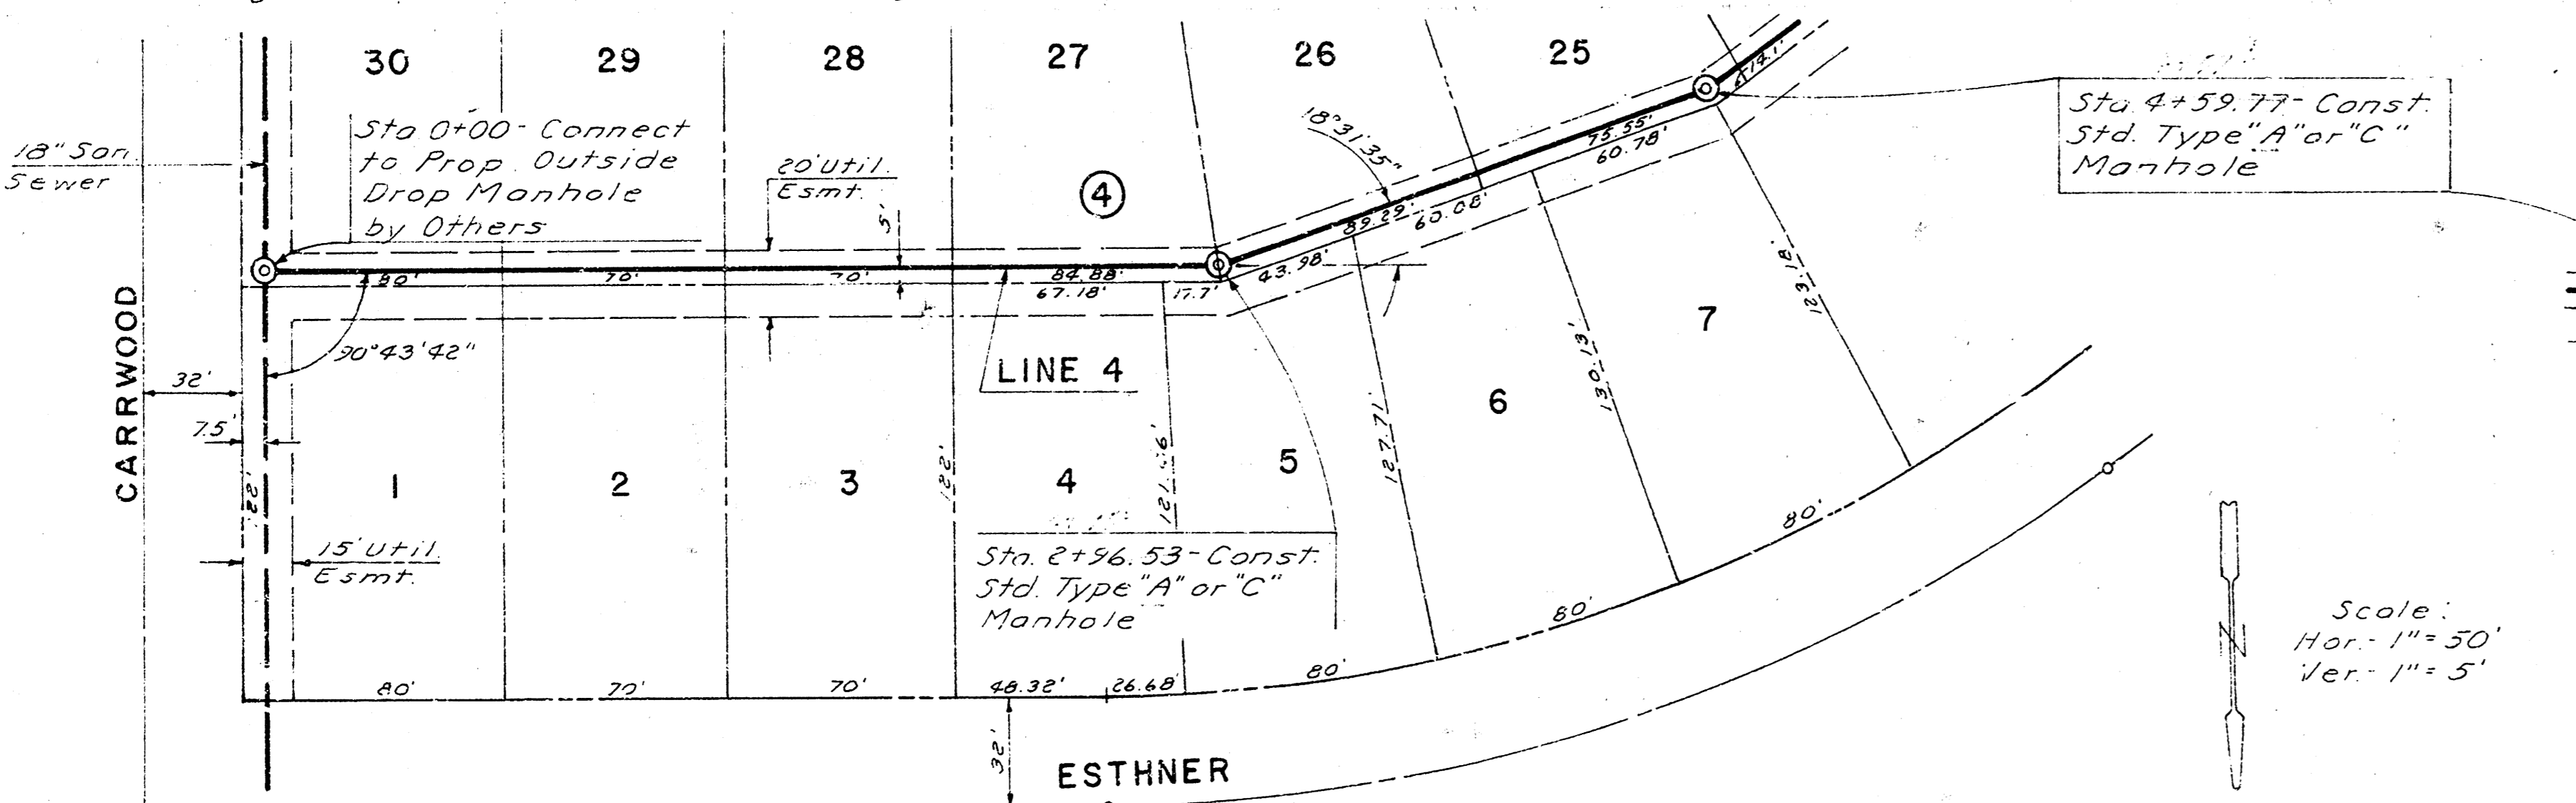 30
29
28
27
26
25
14.1'
Sta 0+00 - Connect
to Prop. Outside
Drop Manhole
by Others
18" San.
Sewer
20' Util.
Esmt.
5'
4
18°31'35"
75.55'
60.78'
89.29'
60.08'
43.98'
Sta. 4+59.77 - Const.
Std. Type "A" or "C"
Manhole
80'
70'
70'
84.88'
67.18'
17.7'
90°43'42"
LINE 4
CARRWOOD
32'
7.5'
122'
15' Util.
Esmt.
1
2
3
122'
4
5
6
7
127.71'
130.13'
123.18'
Sta. 2+96.53 - Const.
Std. Type "A" or "C"
Manhole
80'
70'
70'
48.32'
26.68'
80'
80'
80'
32'
ESTHNER
N
Scale:
Hor. - 1" = 50'
Ver. - 1" = 5'